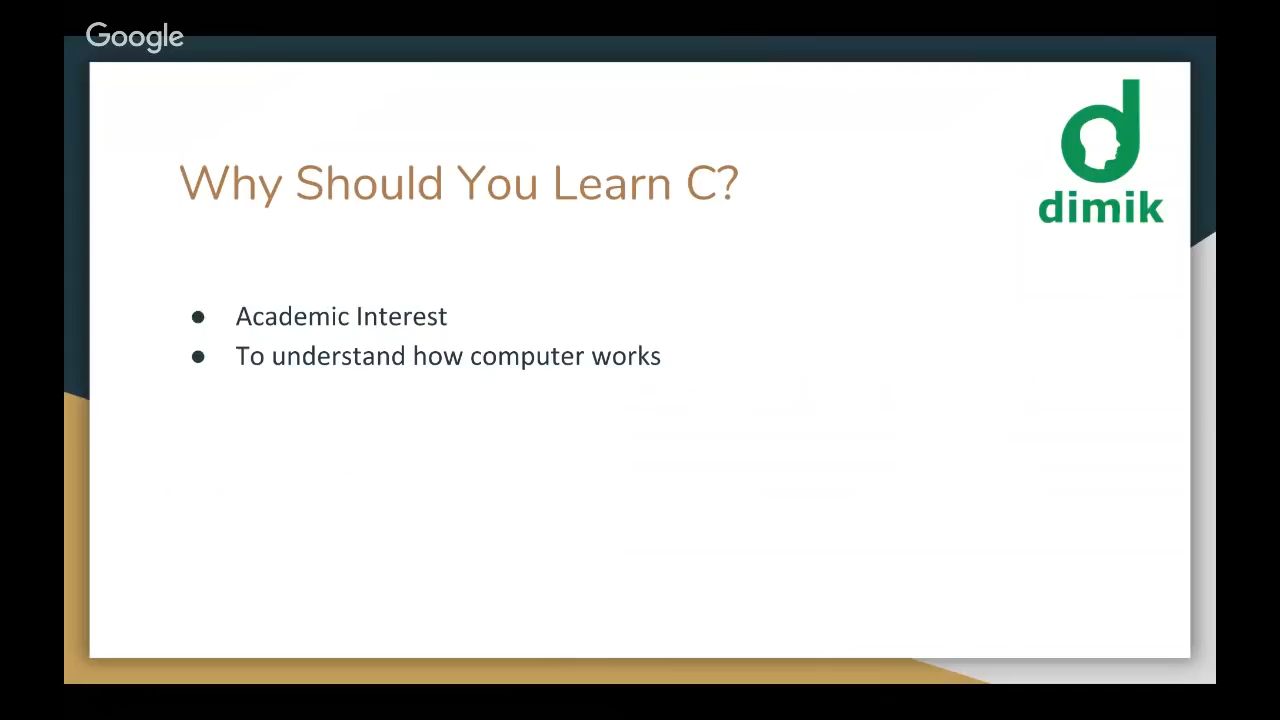 Google
Why Should You Learn C?
dimik
● Academic Interest
● To understand how computer works